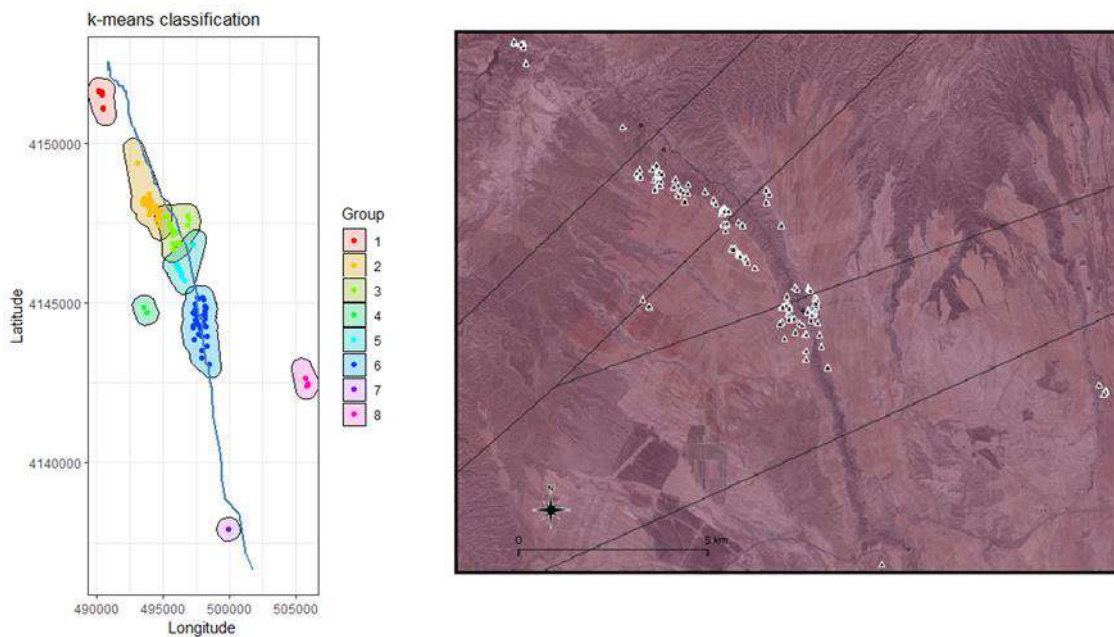 k-means classification
4150000
4145000
4140000
Latitude
490000 495000 500000 505000
Longitude
Group
1
2
3
4
5
6
7
8
N
0 5 km